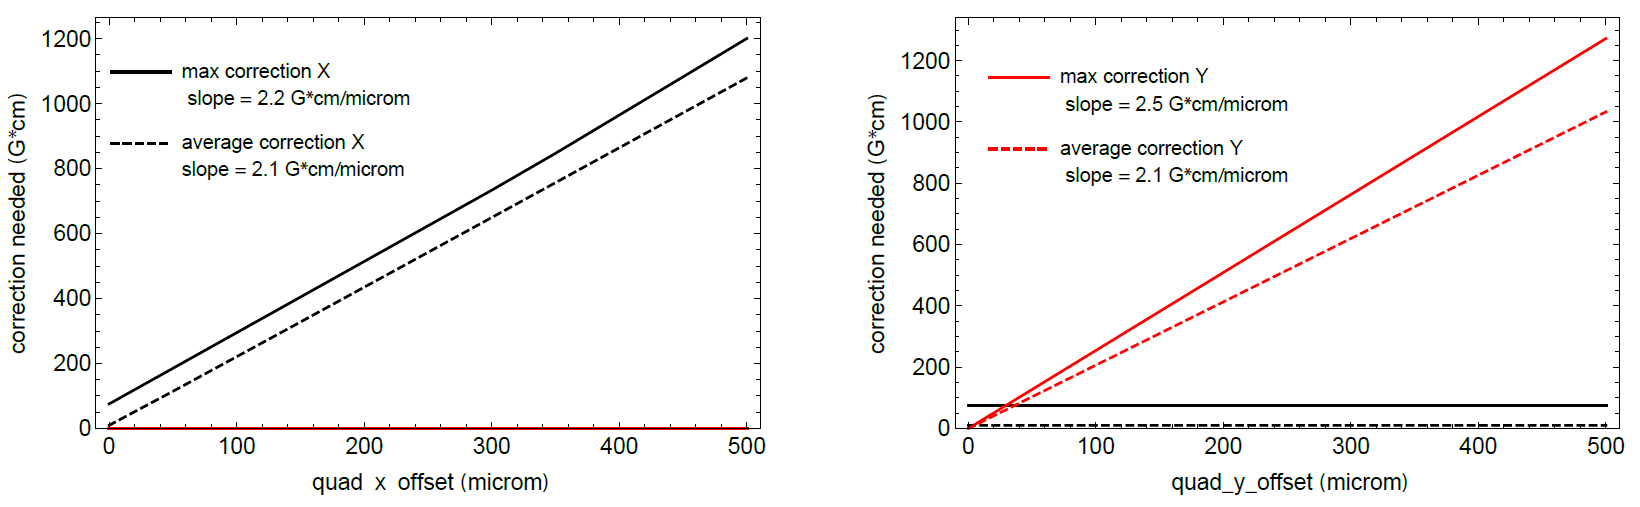 1200
1000
800
600
400
200
0
correction needed (G*cm)
max correction X
slope = 2.2 G*cm/microm
average correction X
slope = 2.1 G*cm/microm
0 100 200 300 400 500
quad x offset (microm)
1200
1000
800
600
400
200
0
correction needed (G*cm)
max correction Y
slope = 2.5 G*cm/microm
average correction Y
slope = 2.1 G*cm/microm
0 100 200 300 400 500
quad_y_offset (microm)